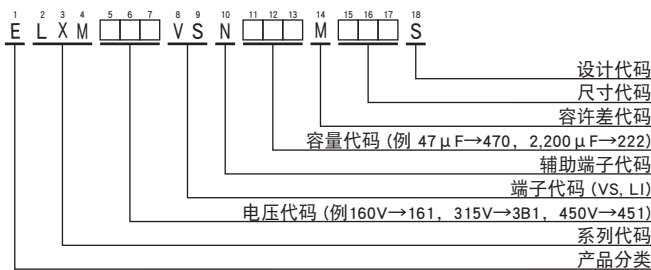 1 2 3 4 5 6 7 8 9 10 11 12 13 14 15 16 17 18
E L X M □□□ V S N □□□ M □□□ S
设计代码
尺寸代码
容许差代码
容量代码 (例 47μF→470，2,200μF→222)
辅助端子代码
端子代码 (VS, LI)
电压代码 (例160V→161，315V→3B1，450V→451)
系列代码
产品分类